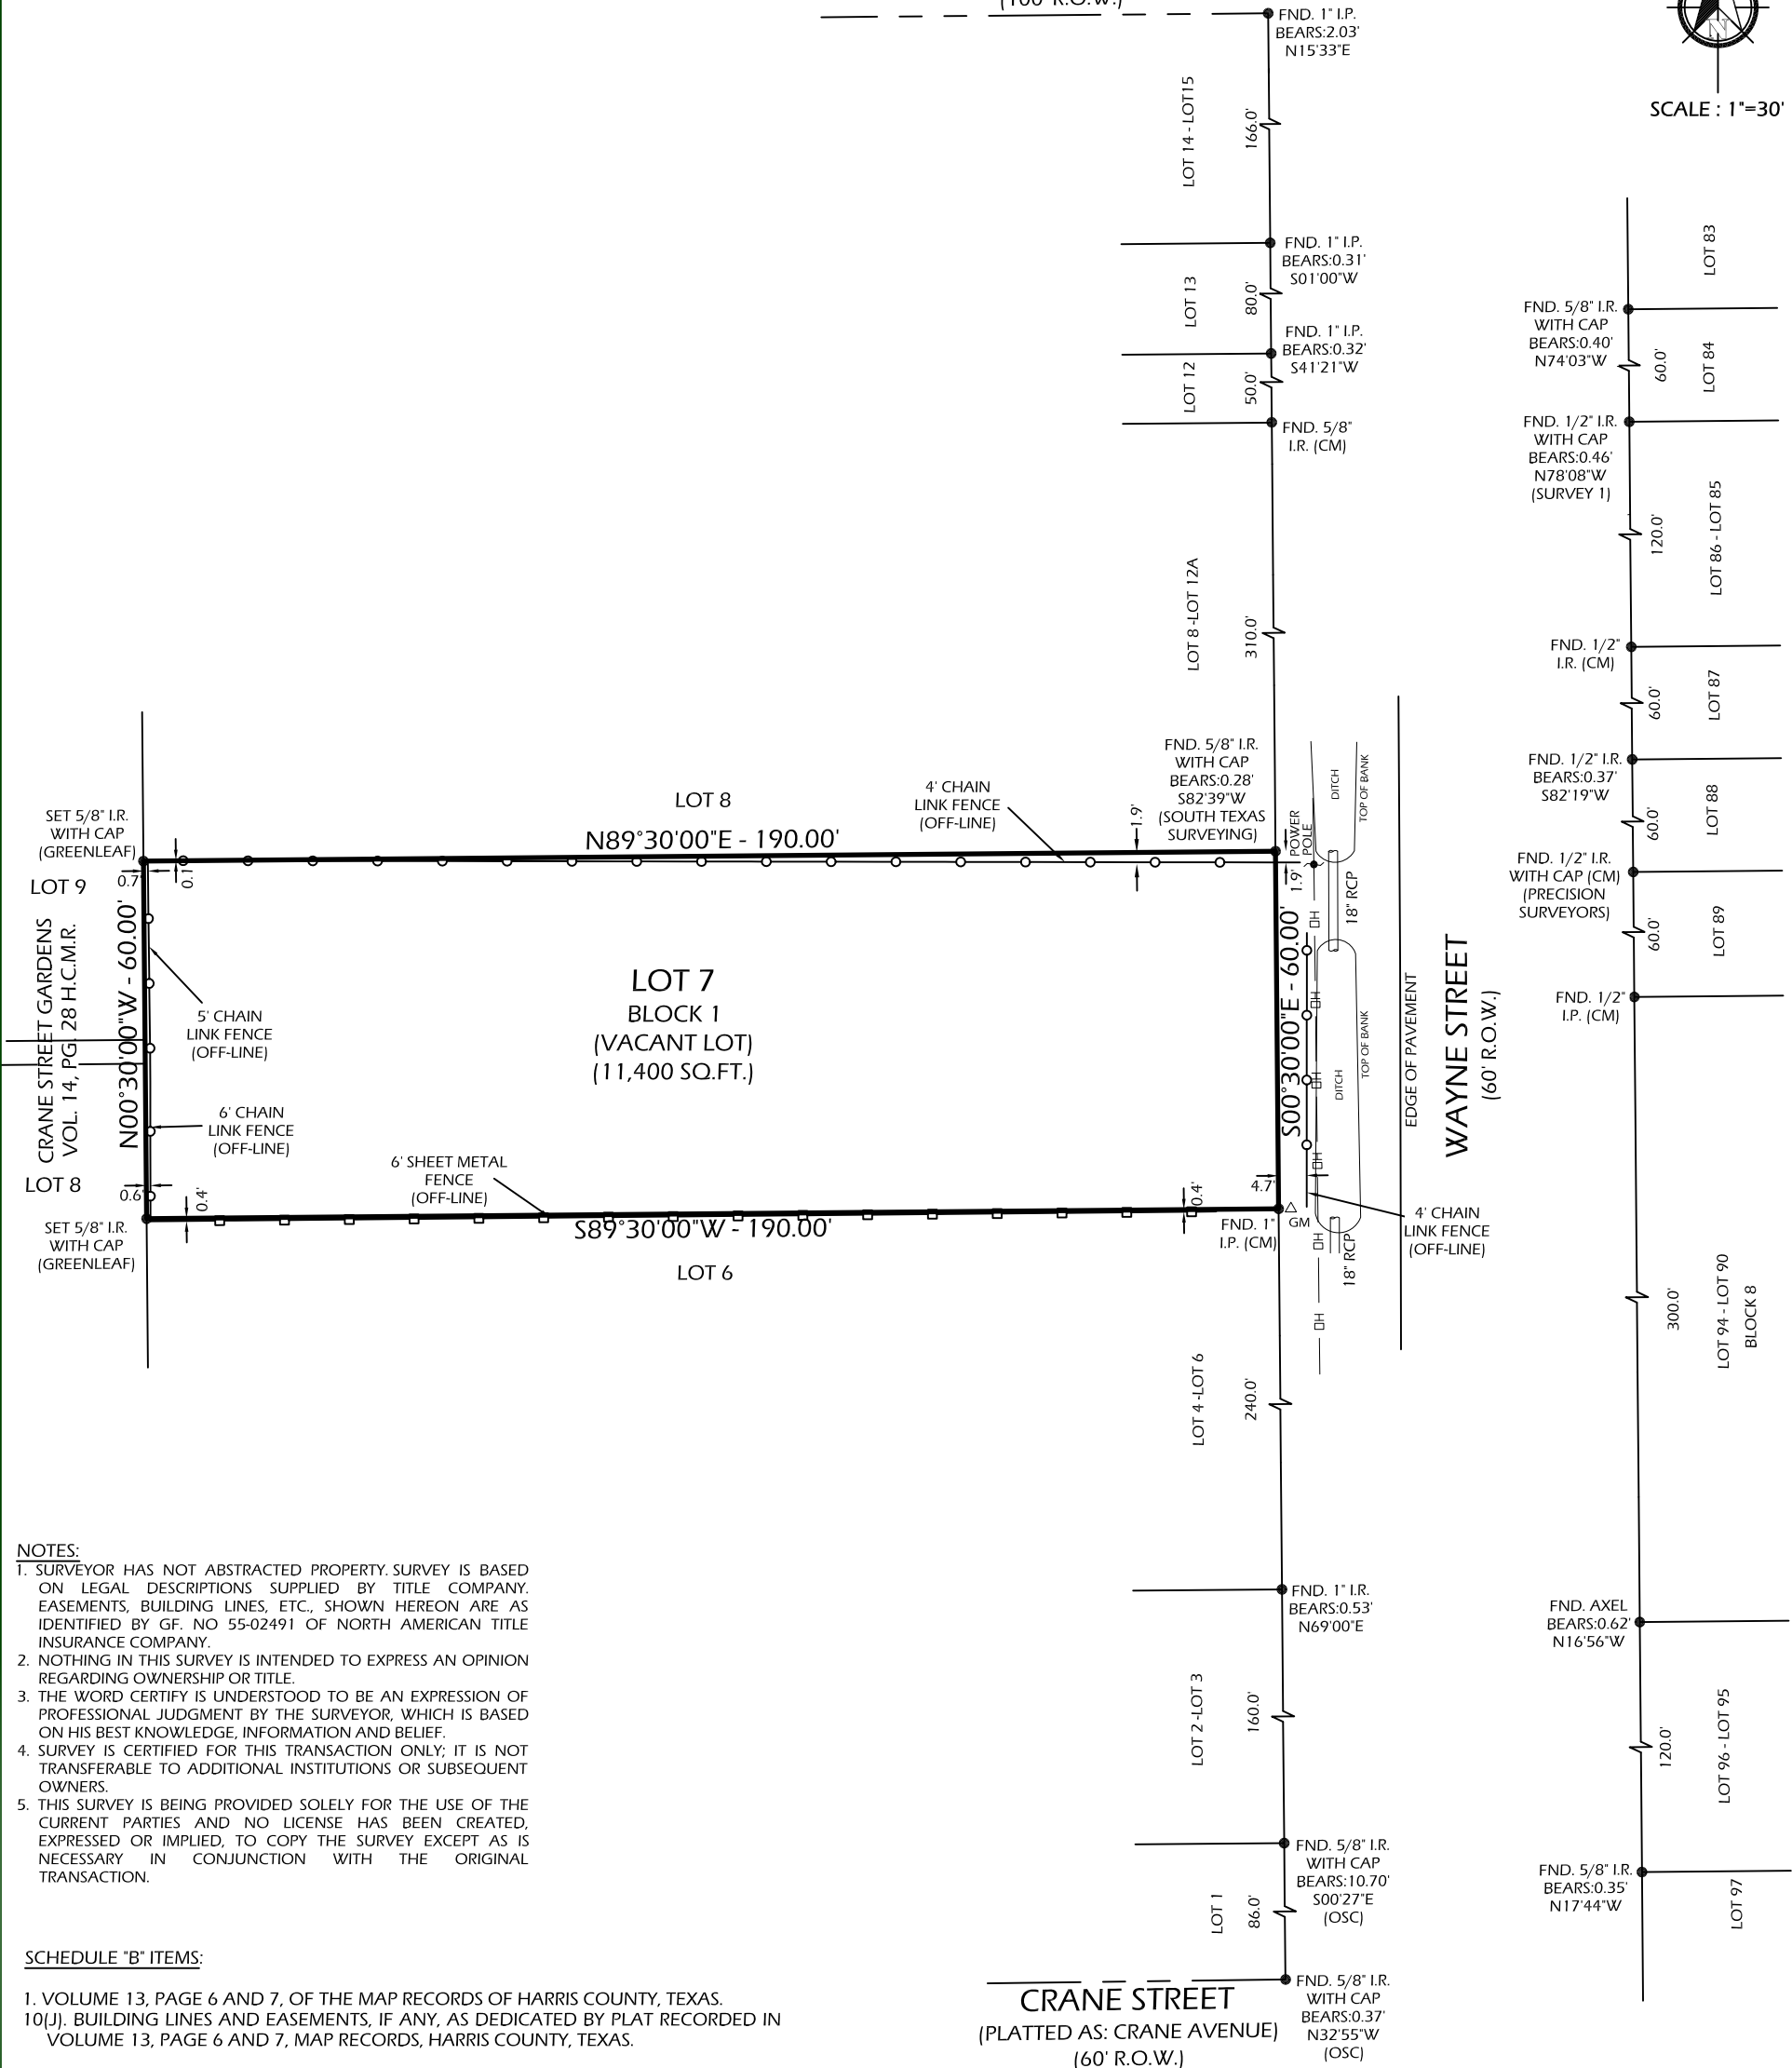 (100' R.O.W.)
FND. 1" I.P.
BEARS:2.03'
N15'33"E
N
SCALE : 1"=30'
LOT 14 - LOT15
166.0'
FND. 1" I.P.
BEARS:0.31'
S01'00"W
LOT 13
80.0'
FND. 1" I.P.
BEARS:0.32'
S41'21"W
LOT 12
50.0'
FND. 5/8"
I.R. (CM)
LOT 8 -LOT 12A
310.0'
LOT 83
FND. 5/8" I.R.
WITH CAP
BEARS:0.40'
N74'03"W
60.0'
LOT 84
FND. 1/2" I.R.
WITH CAP
BEARS:0.46'
N78'08"W
(SURVEY 1)
120.0'
LOT 86 - LOT 85
FND. 1/2"
I.R. (CM)
60.0'
LOT 87
FND. 1/2" I.R.
BEARS:0.37'
S82'19"W
60.0'
LOT 88
FND. 1/2" I.R.
WITH CAP (CM)
(PRECISION
SURVEYORS)
60.0'
LOT 89
FND. 1/2"
I.P. (CM)
300.0'
LOT 94 - LOT 90
BLOCK 8
FND. AXEL
BEARS:0.62'
N16'56"W
120.0'
LOT 96 - LOT 95
FND. 5/8" I.R.
BEARS:0.35'
N17'44"W
LOT 97
SET 5/8" I.R.
WITH CAP
(GREENLEAF)
LOT 8
N89°30'00"E - 190.00'
4' CHAIN
LINK FENCE
(OFF-LINE)
1.9'
FND. 5/8" I.R.
WITH CAP
BEARS:0.28'
S82'39"W
(SOUTH TEXAS
SURVEYING)
POWER
POLE
1.9'
DITCH
TOP OF BANK
18" RCP
LOT 9
0.7'
0.1'
CRANE STREET GARDENS
VOL. 14, PG. 28 H.C.M.R.
N00°30'00"W - 60.00'
5' CHAIN
LINK FENCE
(OFF-LINE)
6' CHAIN
LINK FENCE
(OFF-LINE)
LOT 7
BLOCK 1
(VACANT LOT)
(11,400 SQ.FT.)
S00°30'00"E - 60.00'
OH
OH
OH
OH
OH
OH
DITCH
TOP OF BANK
EDGE OF PAVEMENT
WAYNE STREET
(60' R.O.W.)
LOT 8
0.6'
0.4'
6' SHEET METAL
FENCE
(OFF-LINE)
0.4'
4.7'
GM
4' CHAIN
LINK FENCE
(OFF-LINE)
18" RCP
SET 5/8" I.R.
WITH CAP
(GREENLEAF)
S89°30'00"W - 190.00'
FND. 1"
I.P. (CM)
LOT 6
LOT 4 -LOT 6
240.0'
FND. 1" I.R.
BEARS:0.53'
N69'00"E
LOT 2 -LOT 3
160.0'
FND. 5/8" I.R.
WITH CAP
BEARS:10.70'
S00'27"E
(OSC)
LOT 1
86.0'
FND. 5/8" I.R.
WITH CAP
BEARS:0.37'
N32'55"W
(OSC)
CRANE STREET
(PLATTED AS: CRANE AVENUE)
(60' R.O.W.)
NOTES:
1. SURVEYOR HAS NOT ABSTRACTED PROPERTY. SURVEY IS BASED
ON LEGAL DESCRIPTIONS SUPPLIED BY TITLE COMPANY.
EASEMENTS, BUILDING LINES, ETC., SHOWN HEREON ARE AS
IDENTIFIED BY GF. NO 55-02491 OF NORTH AMERICAN TITLE
INSURANCE COMPANY.
2. NOTHING IN THIS SURVEY IS INTENDED TO EXPRESS AN OPINION
REGARDING OWNERSHIP OR TITLE.
3. THE WORD CERTIFY IS UNDERSTOOD TO BE AN EXPRESSION OF
PROFESSIONAL JUDGMENT BY THE SURVEYOR, WHICH IS BASED
ON HIS BEST KNOWLEDGE, INFORMATION AND BELIEF.
4. SURVEY IS CERTIFIED FOR THIS TRANSACTION ONLY; IT IS NOT
TRANSFERABLE TO ADDITIONAL INSTITUTIONS OR SUBSEQUENT
OWNERS.
5. THIS SURVEY IS BEING PROVIDED SOLELY FOR THE USE OF THE
CURRENT PARTIES AND NO LICENSE HAS BEEN CREATED,
EXPRESSED OR IMPLIED, TO COPY THE SURVEY EXCEPT AS IS
NECESSARY IN CONJUNCTION WITH THE ORIGINAL
TRANSACTION.
SCHEDULE "B" ITEMS:
1. VOLUME 13, PAGE 6 AND 7, OF THE MAP RECORDS OF HARRIS COUNTY, TEXAS.
10(J). BUILDING LINES AND EASEMENTS, IF ANY, AS DEDICATED BY PLAT RECORDED IN
VOLUME 13, PAGE 6 AND 7, MAP RECORDS, HARRIS COUNTY, TEXAS.